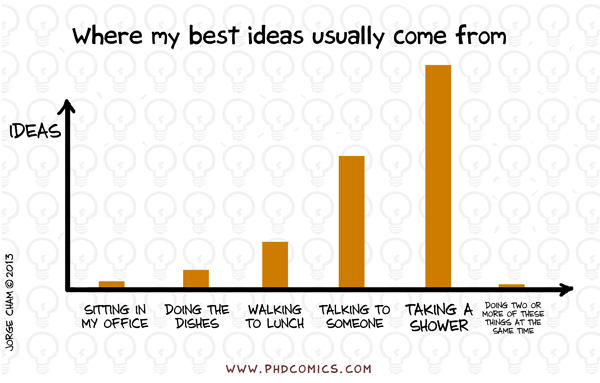 Where my best ideas usually come from
IDEAS
SITTING IN
MY OFFICE
DOING THE
DISHES
WALKING
TO LUNCH
TALKING TO
SOMEONE
TAKING A
SHOWER
DOING TWO OR
MORE OF THESE
THINGS AT THE
SAME TIME
JORGE CHAM © 2013
WWW.PHDCOMICS.COM